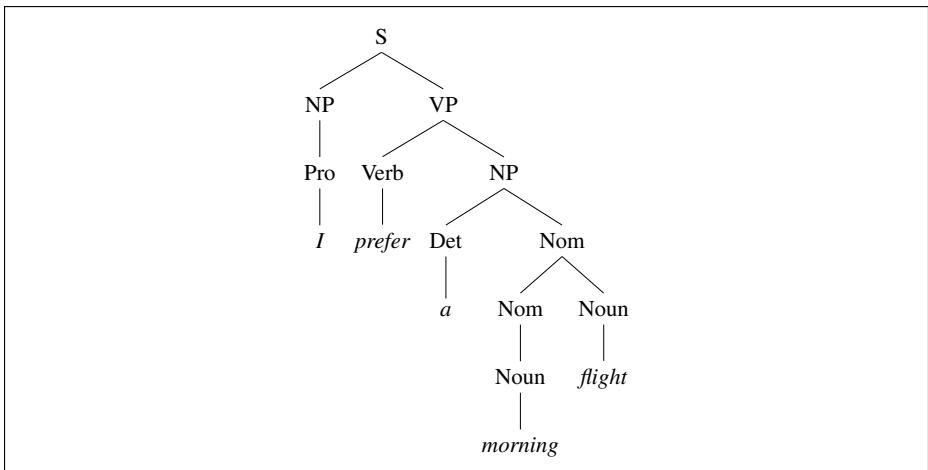 S
NP VP
Pro Verb NP
I prefer Det Nom
a Nom Noun
Noun flight
morning